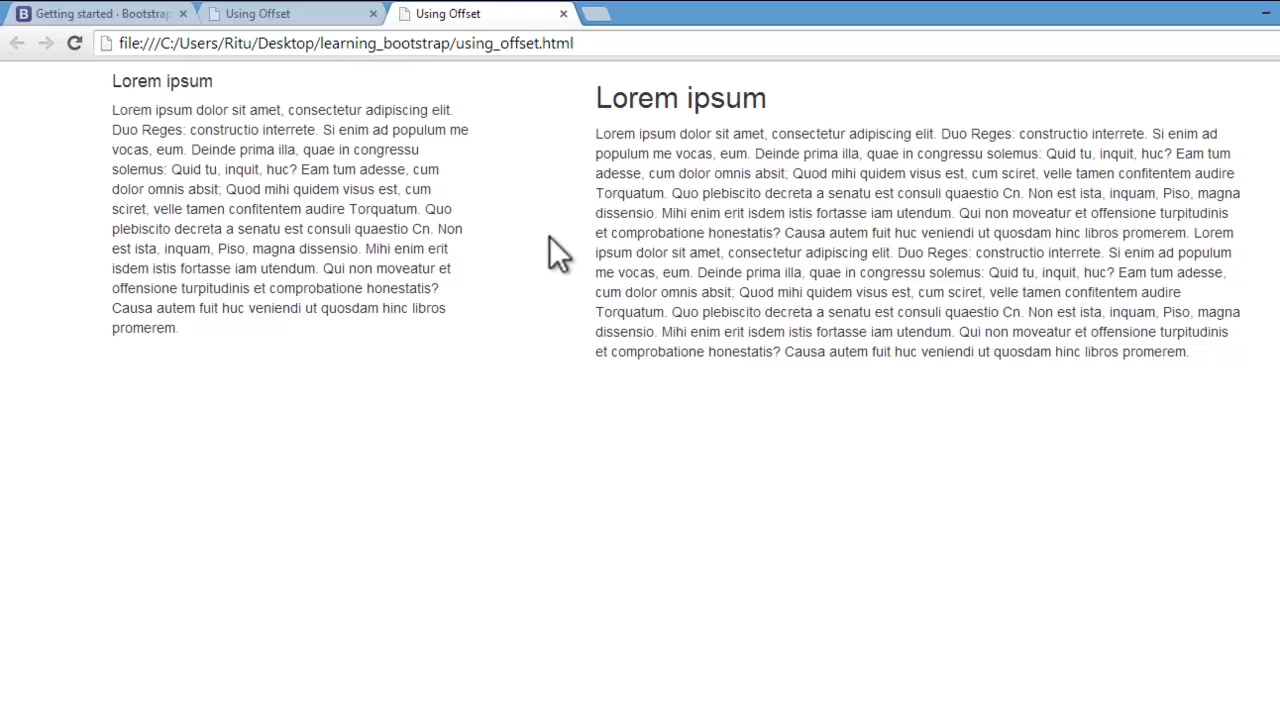 Getting started · Bootstrap
Using Offset
Using Offset
file:///C:/Users/Ritu/Desktop/learning_bootstrap/using_offset.html
Lorem ipsum
Lorem ipsum dolor sit amet, consectetur adipiscing elit.
Duo Reges: constructio interrete. Si enim ad populum me
vocas, eum. Deinde prima illa, quae in congressu
solemus: Quid tu, inquit, huc? Eam tum adesse, cum
dolor omnis absit; Quod mihi quidem visus est, cum
sciret, velle tamen confitentem audire Torquatum. Quo
plebiscito decreta a senatu est consuli quaestio Cn. Non
est ista, inquam, Piso, magna dissensio. Mihi enim erit
isdem istis fortasse iam utendum. Qui non moveatur et
offensione turpitudinis et comprobatione honestatis?
Causa autem fuit huc veniendi ut quosdam hinc libros
promerem.
Lorem ipsum
Lorem ipsum dolor sit amet, consectetur adipiscing elit. Duo Reges: constructio interrete. Si enim ad
populum me vocas, eum. Deinde prima illa, quae in congressu solemus: Quid tu, inquit, huc? Eam tum
adesse, cum dolor omnis absit; Quod mihi quidem visus est, cum sciret, velle tamen confitentem audire
Torquatum. Quo plebiscito decreta a senatu est consuli quaestio Cn. Non est ista, inquam, Piso, magna
dissensio. Mihi enim erit isdem istis fortasse iam utendum. Qui non moveatur et offensione turpitudinis
et comprobatione honestatis? Causa autem fuit huc veniendi ut quosdam hinc libros promerem. Lorem
ipsum dolor sit amet, consectetur adipiscing elit. Duo Reges: constructio interrete. Si enim ad populum
me vocas, eum. Deinde prima illa, quae in congressu solemus: Quid tu, inquit, huc? Eam tum adesse,
cum dolor omnis absit; Quod mihi quidem visus est, cum sciret, velle tamen confitentem audire
Torquatum. Quo plebiscito decreta a senatu est consuli quaestio Cn. Non est ista, inquam, Piso, magna
dissensio. Mihi enim erit isdem istis fortasse iam utendum. Qui non moveatur et offensione turpitudinis
et comprobatione honestatis? Causa autem fuit huc veniendi ut quosdam hinc libros promerem.